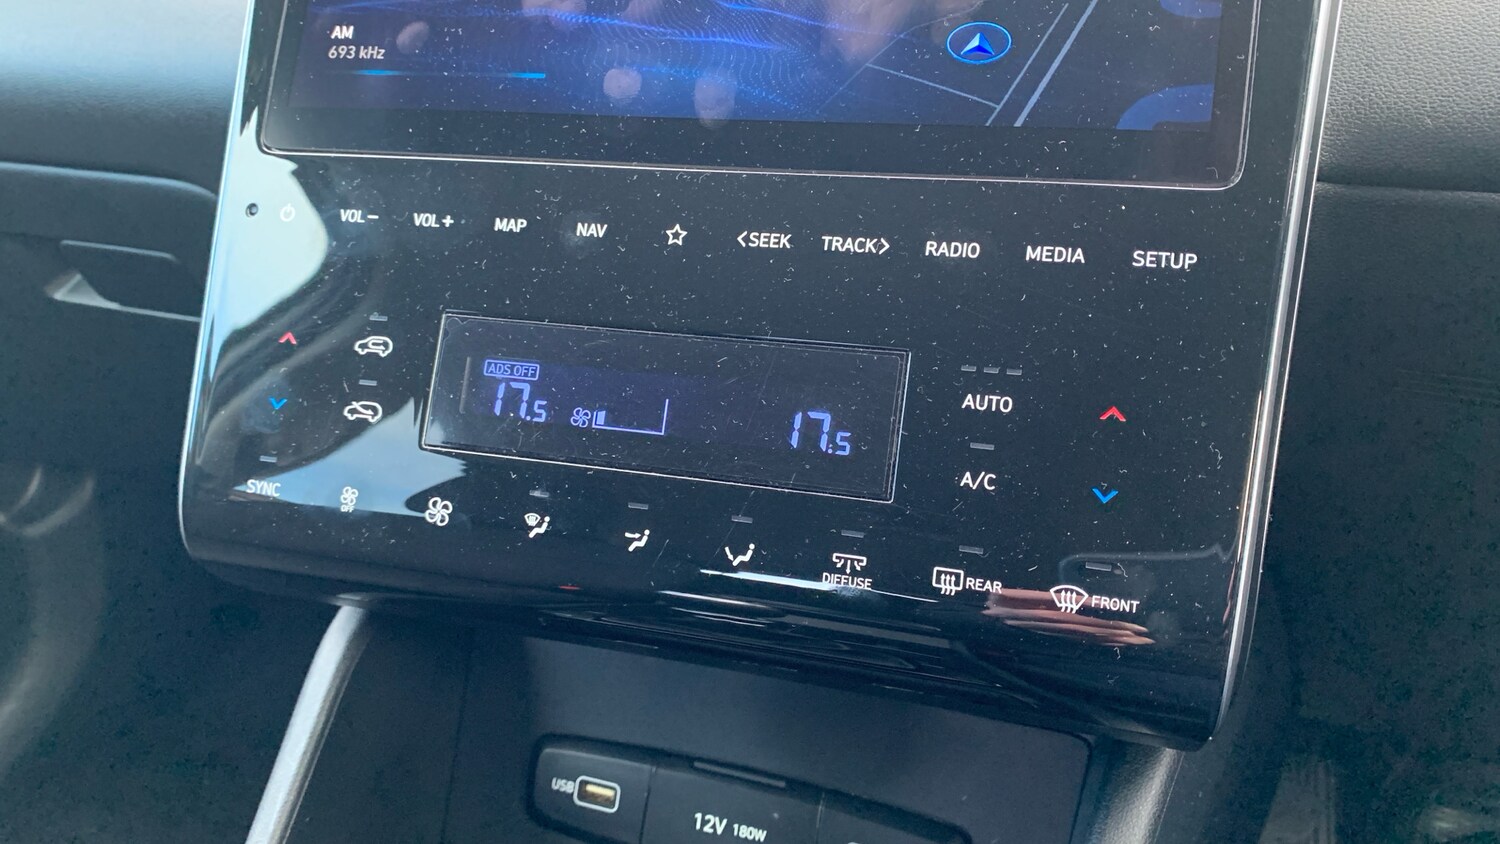 AM
693 kHz
VOL− VOL+ MAP NAV <SEEK TRACK> RADIO MEDIA SETUP
ADS OFF
17.5 17.5
AUTO
A/C
SYNC
OFF
DIFFUSE
REAR
FRONT
USB
12V 180W